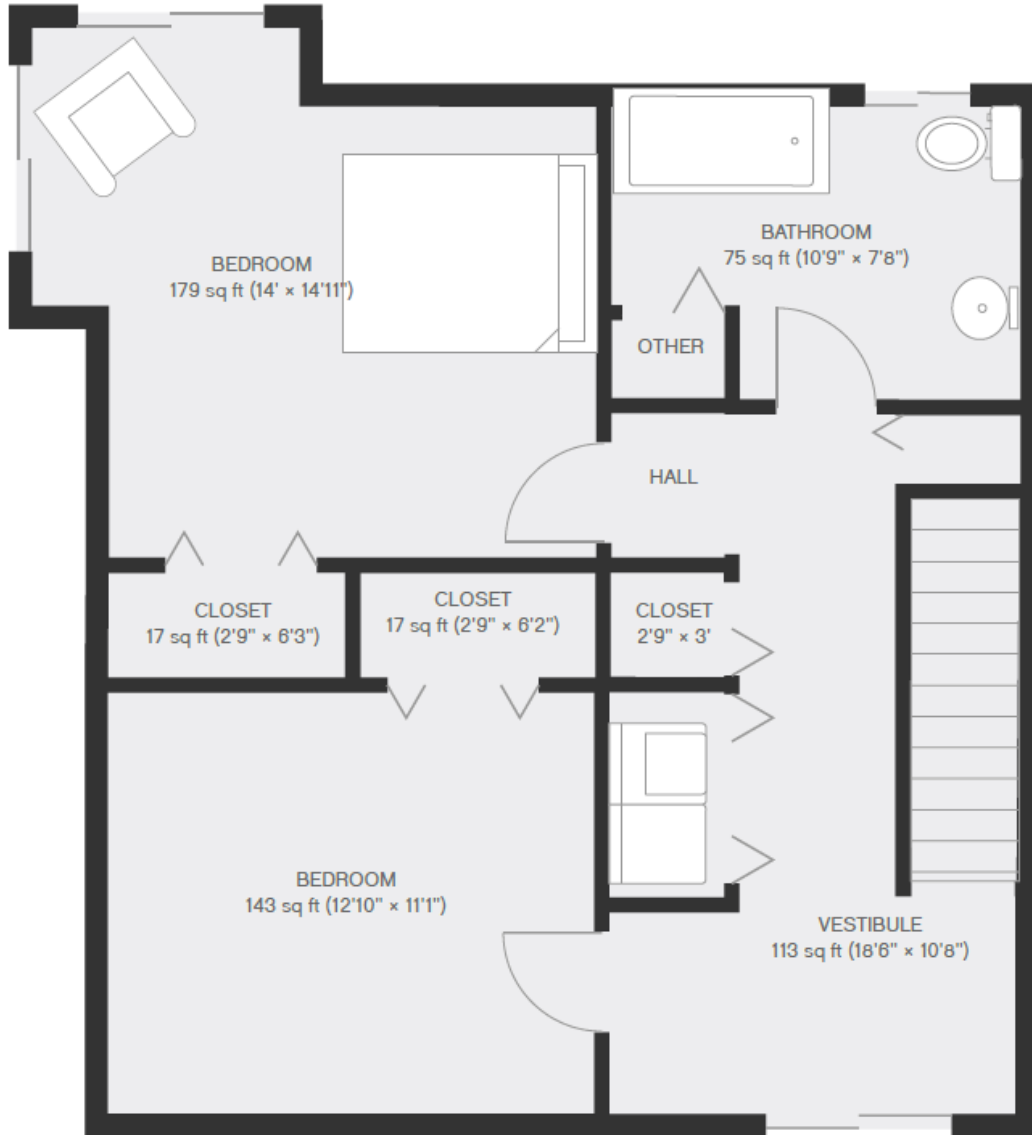 BATHROOM
75 sq ft (10'9" × 7'8")
BEDROOM
179 sq ft (14' × 14'11")
OTHER
HALL
CLOSET
17 sq ft (2'9" × 6'3")
CLOSET
17 sq ft (2'9" × 6'2")
CLOSET
2'9" × 3'
BEDROOM
143 sq ft (12'10" × 11'1")
VESTIBULE
113 sq ft (18'6" × 10'8")